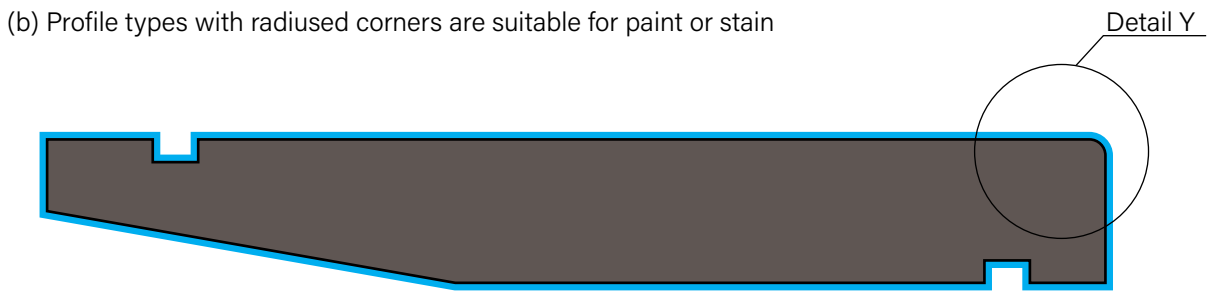 (b) Profile types with radiused corners are suitable for paint or stain
Detail Y